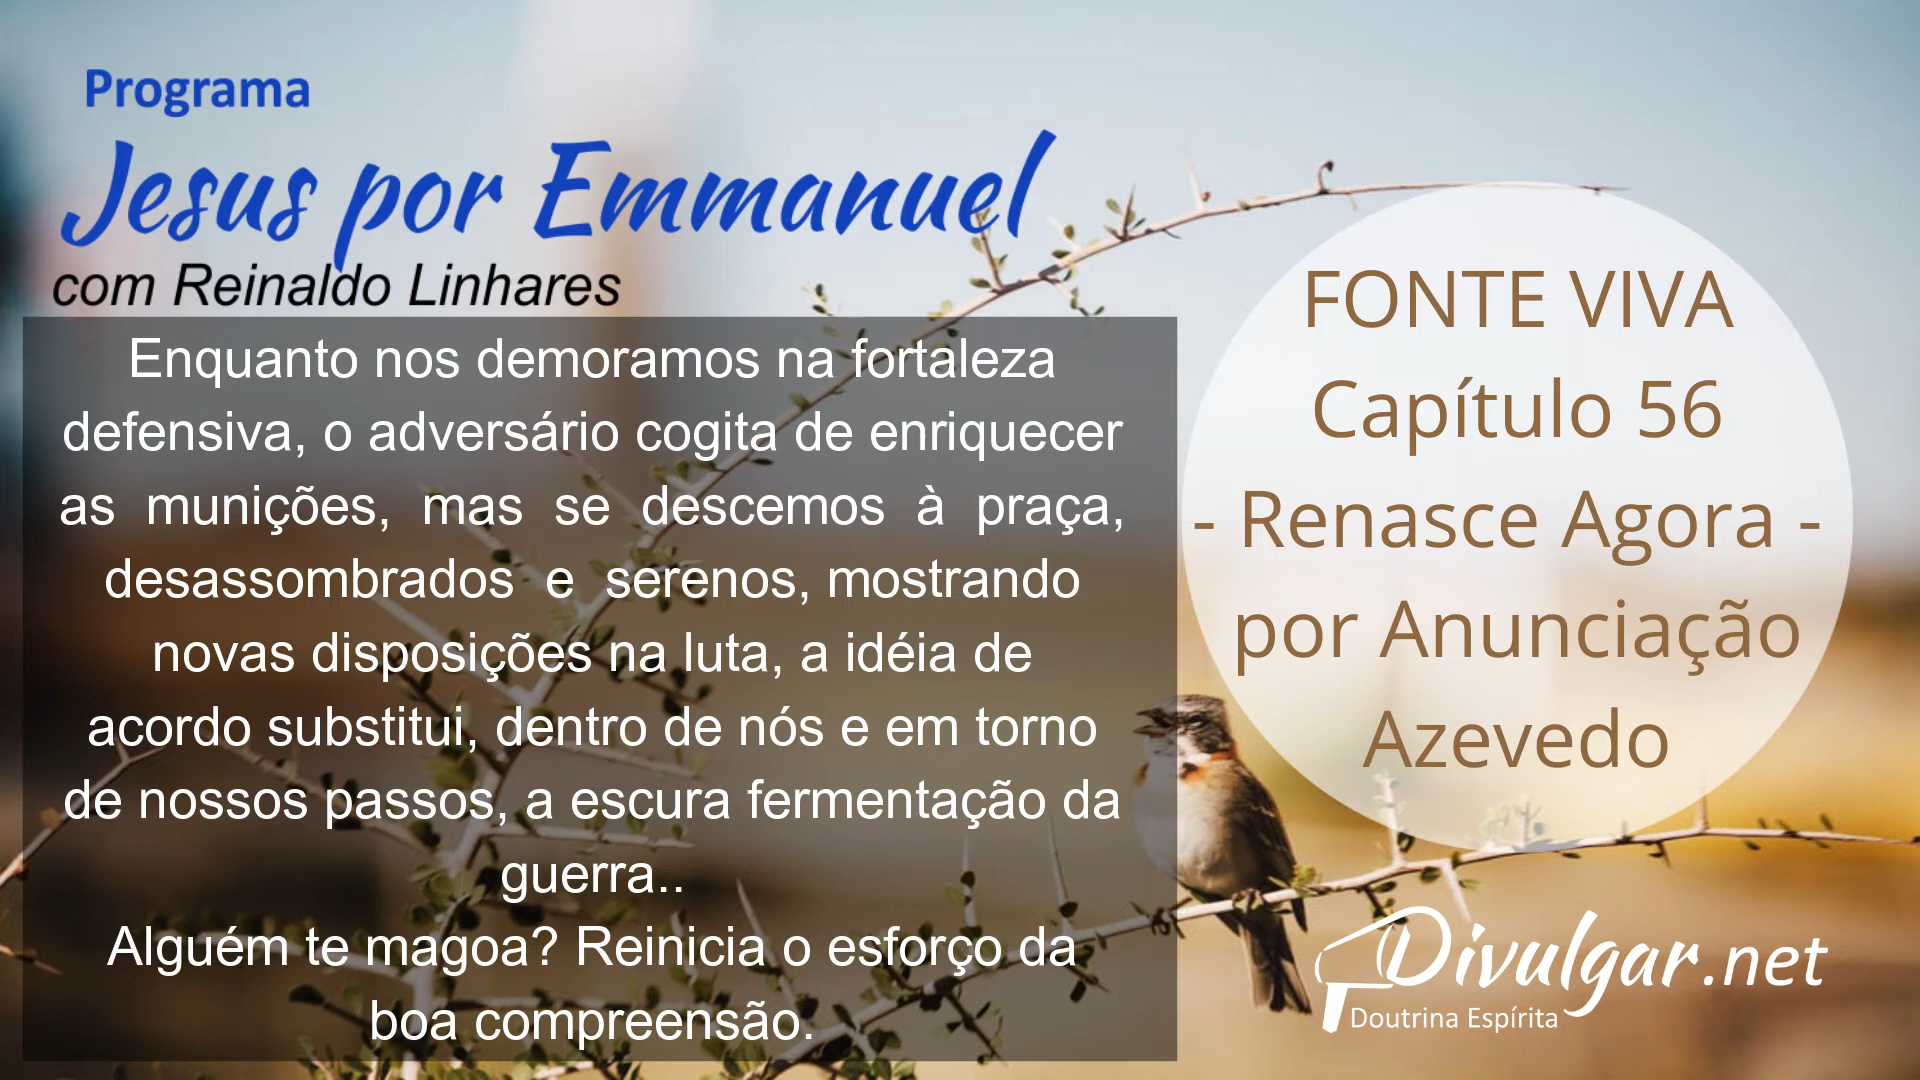 Programa
Jesus por Emmanuel
com Reinaldo Linhares
Enquanto nos demoramos na fortaleza
defensiva, o adversário cogita de enriquecer
as munições, mas se descemos à praça,
desassombrados e serenos, mostrando
novas disposições na luta, a idéia de
acordo substitui, dentro de nós e em torno
de nossos passos, a escura fermentação da
guerra..
Alguém te magoa? Reinicia o esforço da
boa compreensão.
FONTE VIVA
Capítulo 56
- Renasce Agora -
por Anunciação
Azevedo
Divulgar.net
Doutrina Espírita